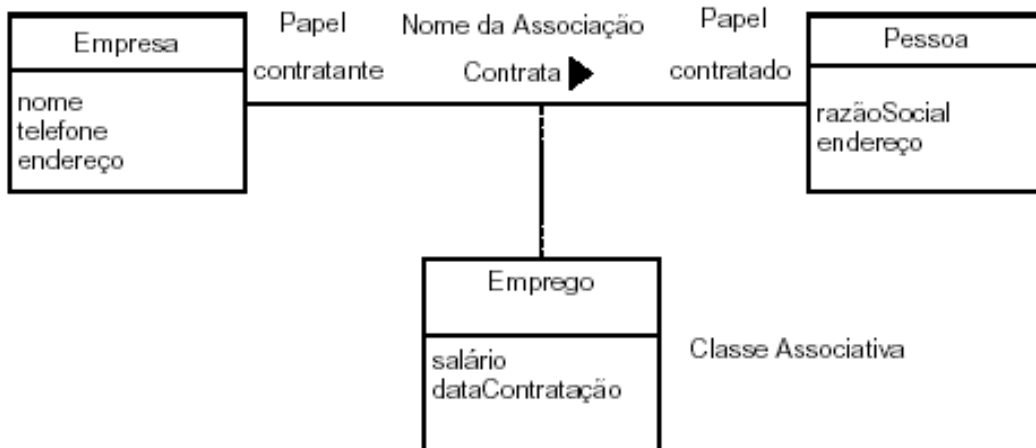 Empresa
nome
telefone
endereço
Papel
contratante
Nome da Associação
Contrata
Papel
contratado
Pessoa
razãoSocial
endereço
Emprego
salário
dataContratação
Classe Associativa